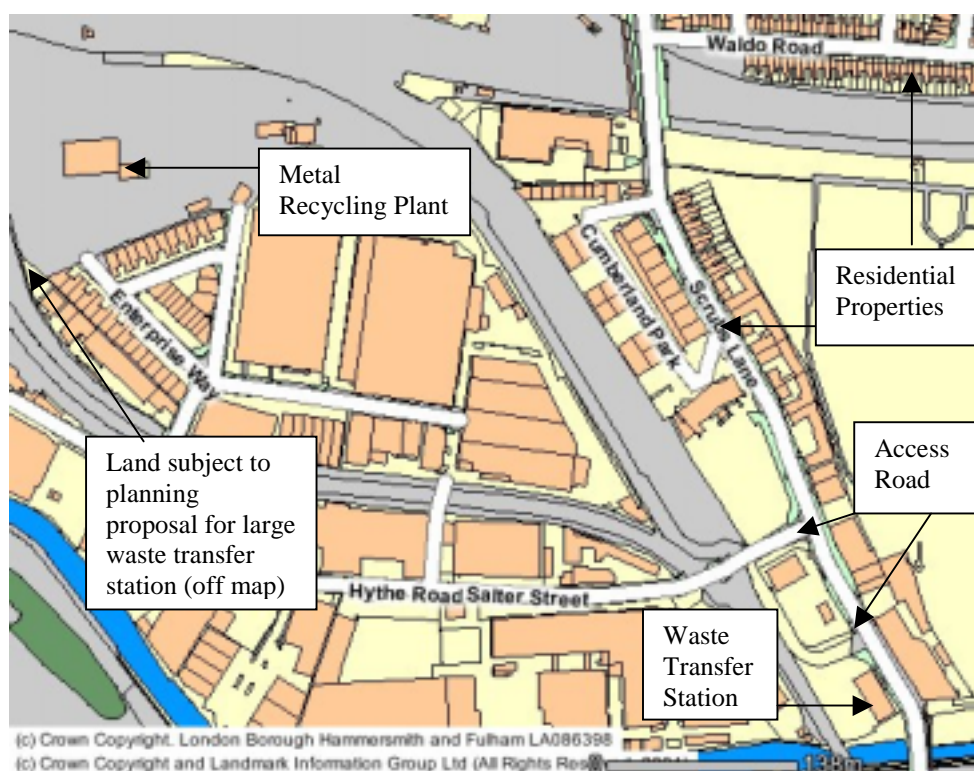 Waldo Road
Metal
Recycling Plant
Cumberland Park
Scrubs Lane
Residential
Properties
Enterprise Way
Land subject to
planning
proposal for large
waste transfer
station (off map)
Access
Road
Hythe Road Salter Street
Waste
Transfer
Station
(c) Crown Copyright. London Borough Hammersmith and Fulham LA086398
(c) Crown Copyright and Landmark Information Group Ltd (All Rights
0 138m